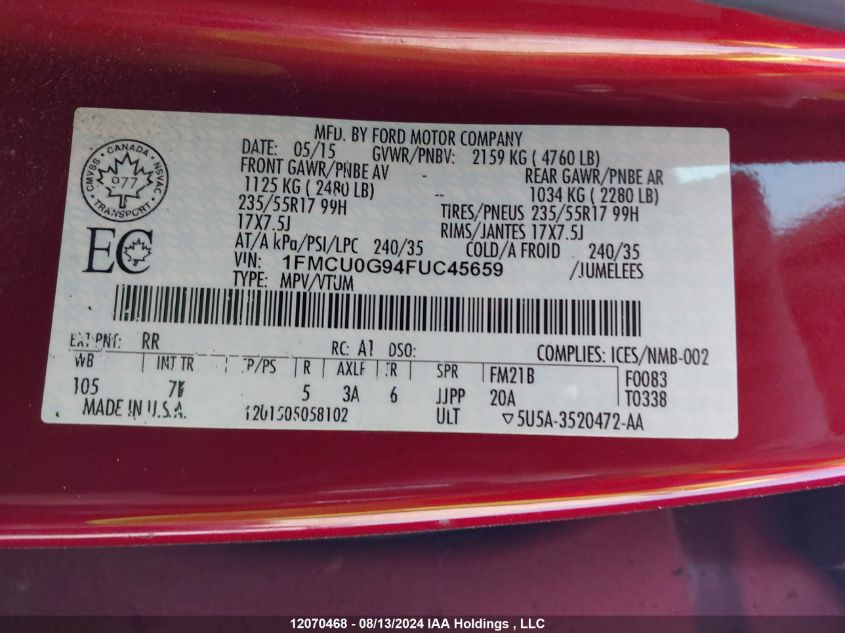 MFD. BY FORD MOTOR COMPANY
DATE: 05/15 GVWR/PNBV: 2159 KG ( 4760 LB)
FRONT GAWR/PNBE AV - REAR GAWR/PNBE AR
1125 KG ( 2480 LB) -- 1034 KG ( 2280 LB)
235/55R17 99H TIRES/PNEUS 235/55R17 99H
17X7.5J RIMS/JANTES 17X7.5J
AT/A kPa/PSI/LPC 240/35 COLD/A FROID 240/35
VIN: 1FMCU0G94FUC45659 /JUMELEES
TYPE: MPV/VTUM
CMVSS · CANADA · NSVAC
977
TRANSPORT
EC
EXT PNT: RR RC: A1 DSO: COMPLIES: ICES/NMB-002
WB INT TR TP/PS R AXLE TR SPR FM21B F0083
105 5 3A 6 JJPP 20A T0338
MADE IN U.S.A. 1201505058102 ULT ▽5U5A-3520472-AA
12070468 - 08/13/2024 IAA Holdings , LLC